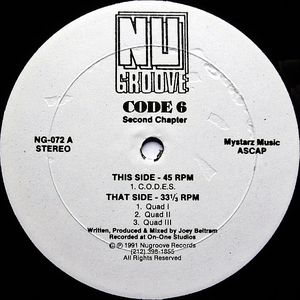 NU
GROOVE
CODE 6
Second Chapter
NG-072 A
STEREO
Mystarz Music
ASCAP
THIS SIDE - 45 RPM
1. C.O.D.E.S.
THAT SIDE - 33⅓ RPM
1. Quad I
2. Quad II
3. Quad III
Written, Produced & Mixed by Joey Beltram
Recorded at On-One Studios
Ⓒ Ⓟ 1991 Nugroove Records
(212) 398-1855
All Rights Reserved